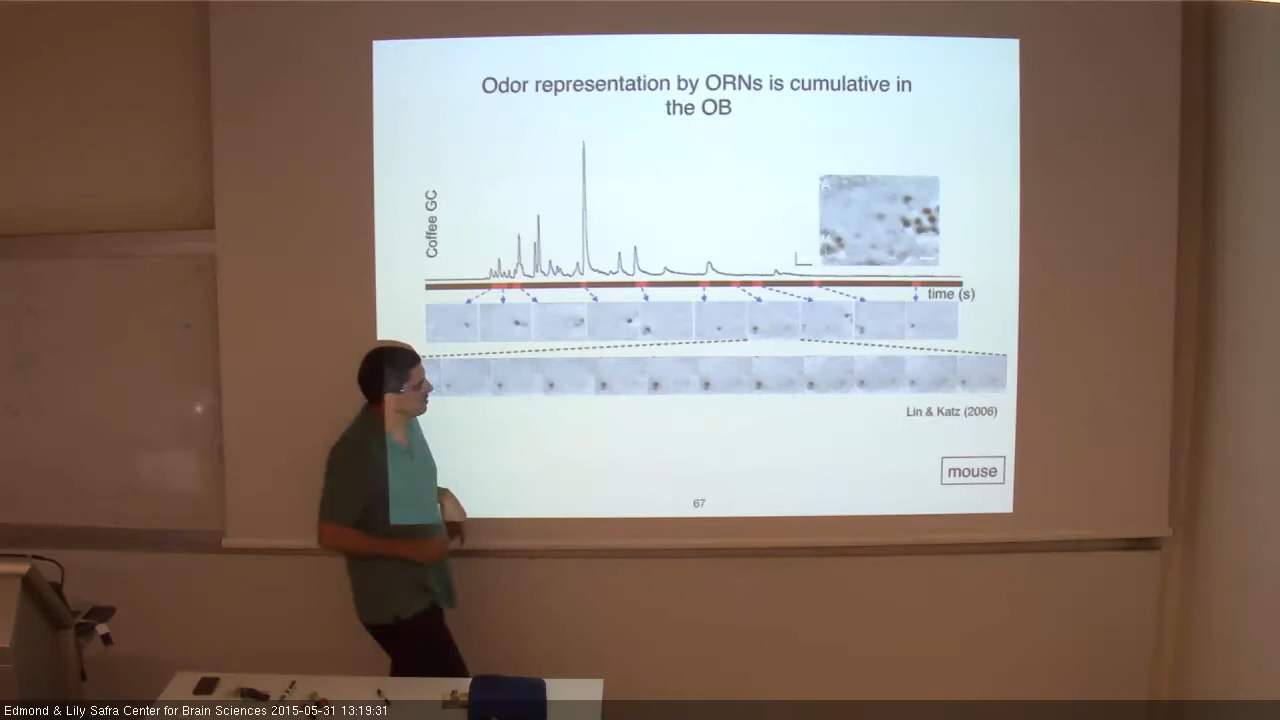 Odor representation by ORNs is cumulative in
the OB
Coffee GC
A
time (s)
Lin & Katz (2006)
mouse
67
Edmond & Lily Safra Center for Brain Sciences 2015-05-31 13:19:31